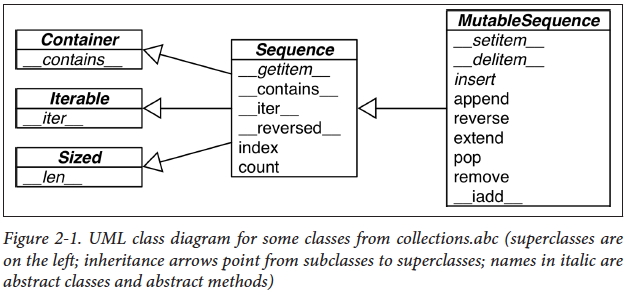 Container
__contains__
Iterable
__iter__
Sized
__len__
Sequence
__getitem__
__contains__
__iter__
__reversed__
index
count
MutableSequence
__setitem__
__delitem__
insert
append
reverse
extend
pop
remove
__iadd__
Figure 2-1. UML class diagram for some classes from collections.abc (superclasses are
on the left; inheritance arrows point from subclasses to superclasses; names in italic are
abstract classes and abstract methods)